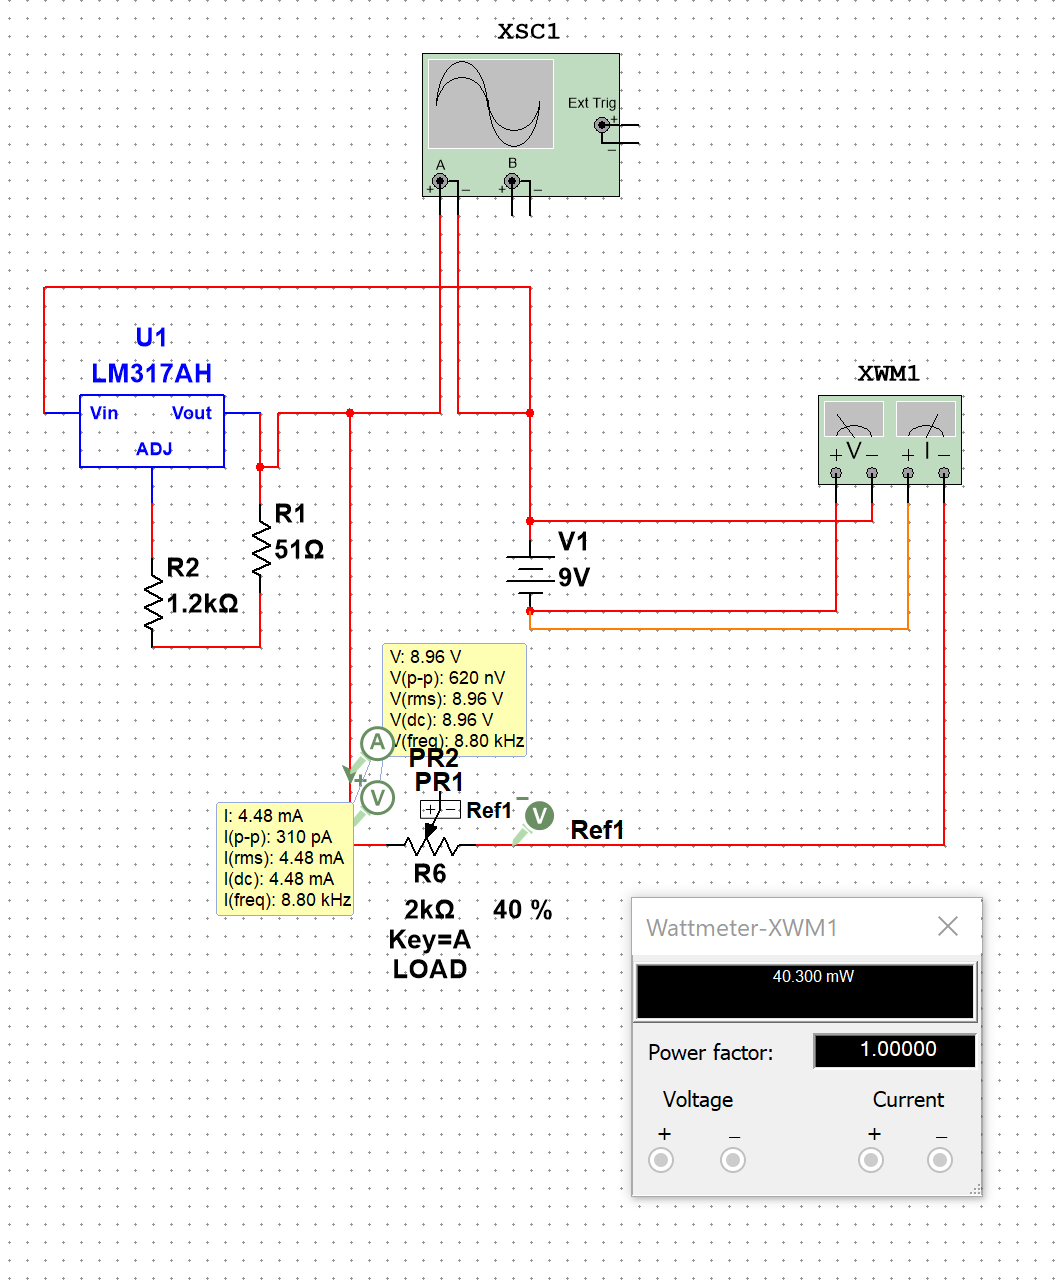 XSC1
Ext Trig
+
−
A
B
+ − + −
U1
LM317AH
Vin Vout
ADJ
XWM1
+ V − + I −
R1
51Ω
R2
1.2kΩ
V1
9V
V: 8.96 V
V(p-p): 620 nV
V(rms): 8.96 V
V(dc): 8.96 V
V(freq): 8.80 kHz
A
PR2
PR1
+
V
+ −
Ref1
−
V
Ref1
I: 4.48 mA
I(p-p): 310 pA
I(rms): 4.48 mA
I(dc): 4.48 mA
I(freq): 8.80 kHz
R6
2kΩ 40 %
Key=A
LOAD
Wattmeter-XWM1
40.300 mW
Power factor: 1.00000
Voltage Current
+ − + −